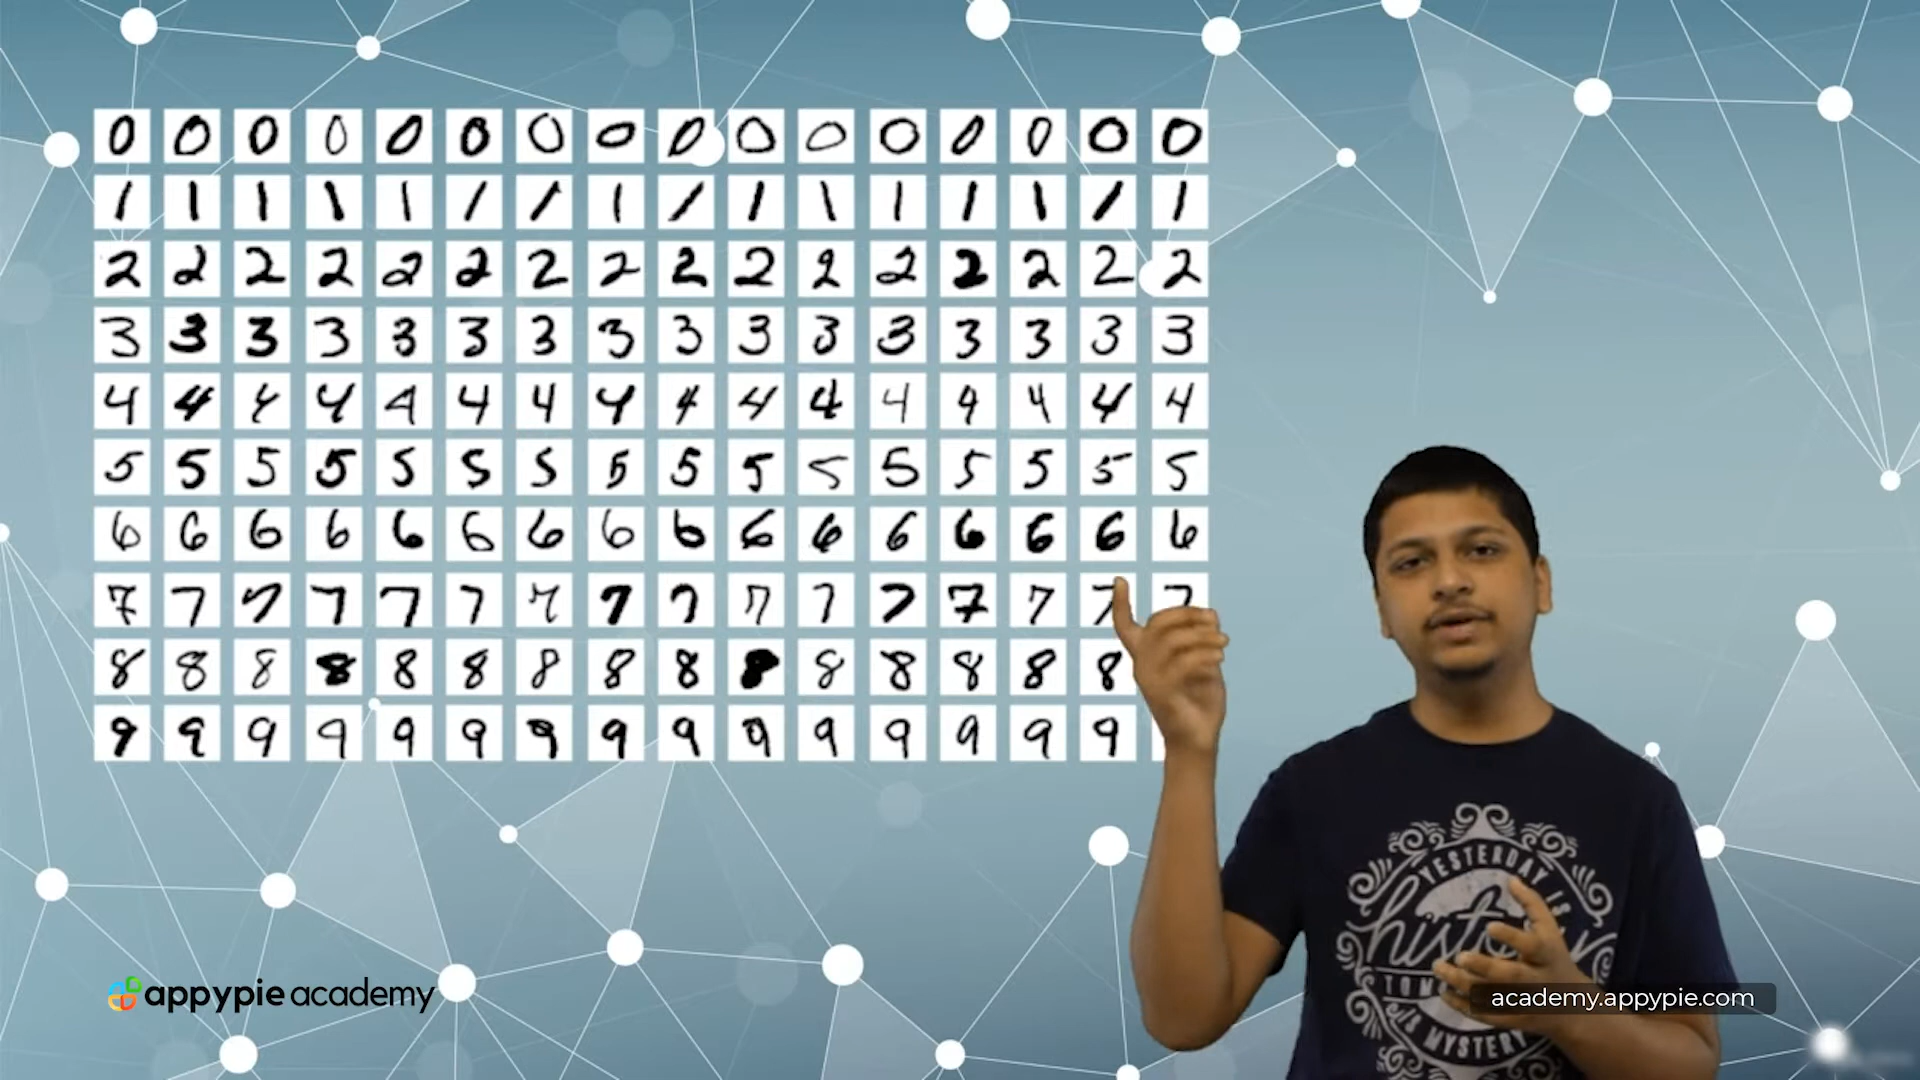 0 0 0 0 0 0 0 0 0 0 0 0 0 0 0 0
1 1 1 1 1 1 1 1 1 1 1 1 1 1 1 1
2 2 2 2 2 2 2 2 2 2 2 2 2 2 2 2
3 3 3 3 3 3 3 3 3 3 3 3 3 3 3 3
4 4 4 4 4 4 4 4 4 4 4 4 4 4 4 4
5 5 5 5 5 5 5 5 5 5 5 5 5 5 5 5
6 6 6 6 6 6 6 6 6 6 6 6 6 6 6 6
7 7 7 7 7 7 7 7 7 7 7 7 7 7 7 7
8 8 8 8 8 8 8 8 8 8 8 8 8 8 8
9 9 9 9 9 9 9 9 9 9 9 9 9 9 9
YESTERDAY IS
history
MYSTERY
appypie academy
academy.appypie.com